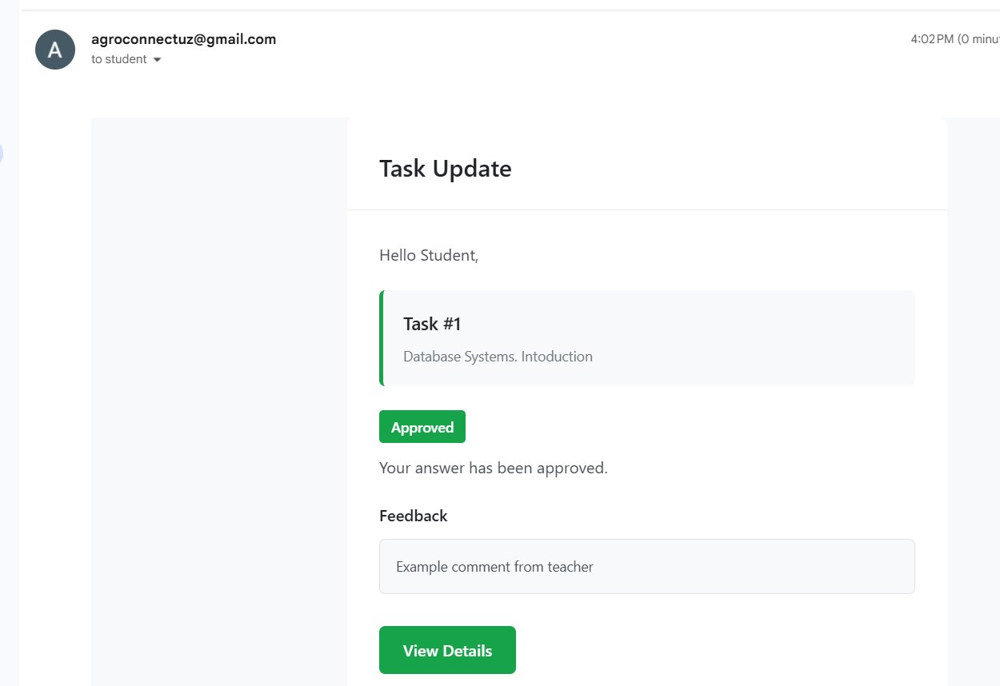 A
agroconnectuz@gmail.com
4:02 PM (0 minut
to student
Task Update
Hello Student,
Task #1
Database Systems. Intoduction
Approved
Your answer has been approved.
Feedback
Example comment from teacher
View Details